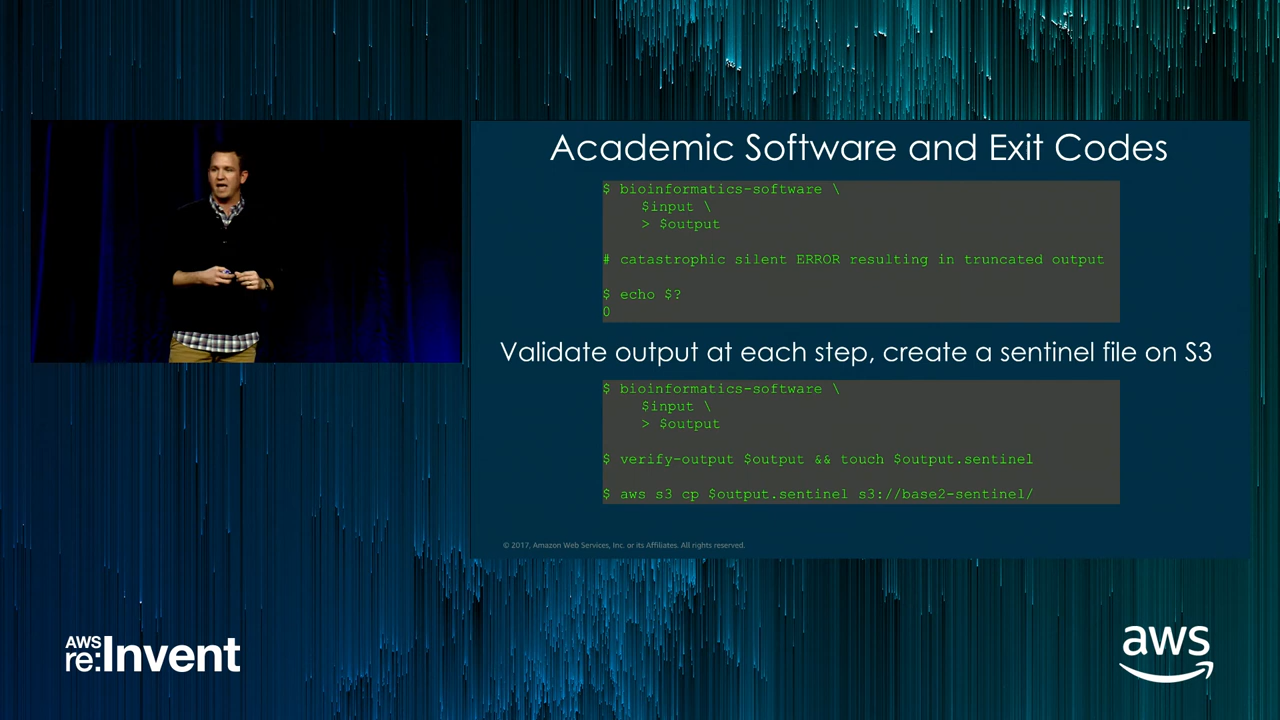 Academic Software and Exit Codes
$ bioinformatics-software \
$input \
> $output
# catastrophic silent ERROR resulting in truncated output
$ echo $?
0
Validate output at each step, create a sentinel file on S3
$ bioinformatics-software \
$input \
> $output
$ verify-output $output && touch $output.sentinel
$ aws s3 cp $output.sentinel s3://base2-sentinel/
© 2017, Amazon Web Services, Inc. or its Affiliates. All rights reserved.
AWS
re:Invent
aws